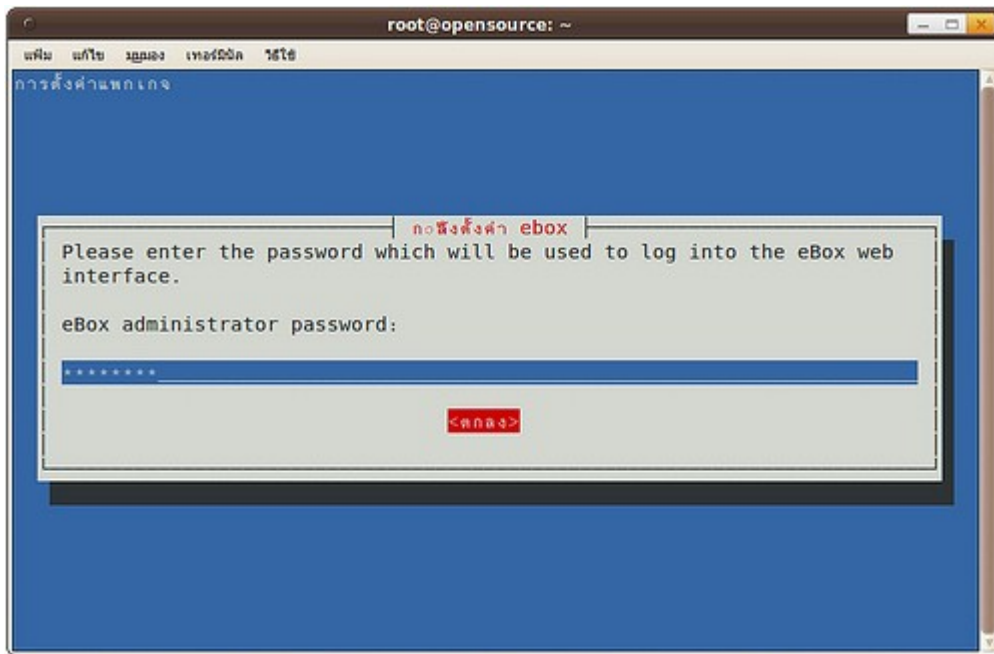 root@opensource: ~
แฟ้ม แก้ไข มุมมอง เทอร์มินัล วิธีใช้
การตั้งค่าแพกเกจ
ebox
Please enter the password which will be used to log into the eBox web
interface.
eBox administrator password:
********
<ตกลง>